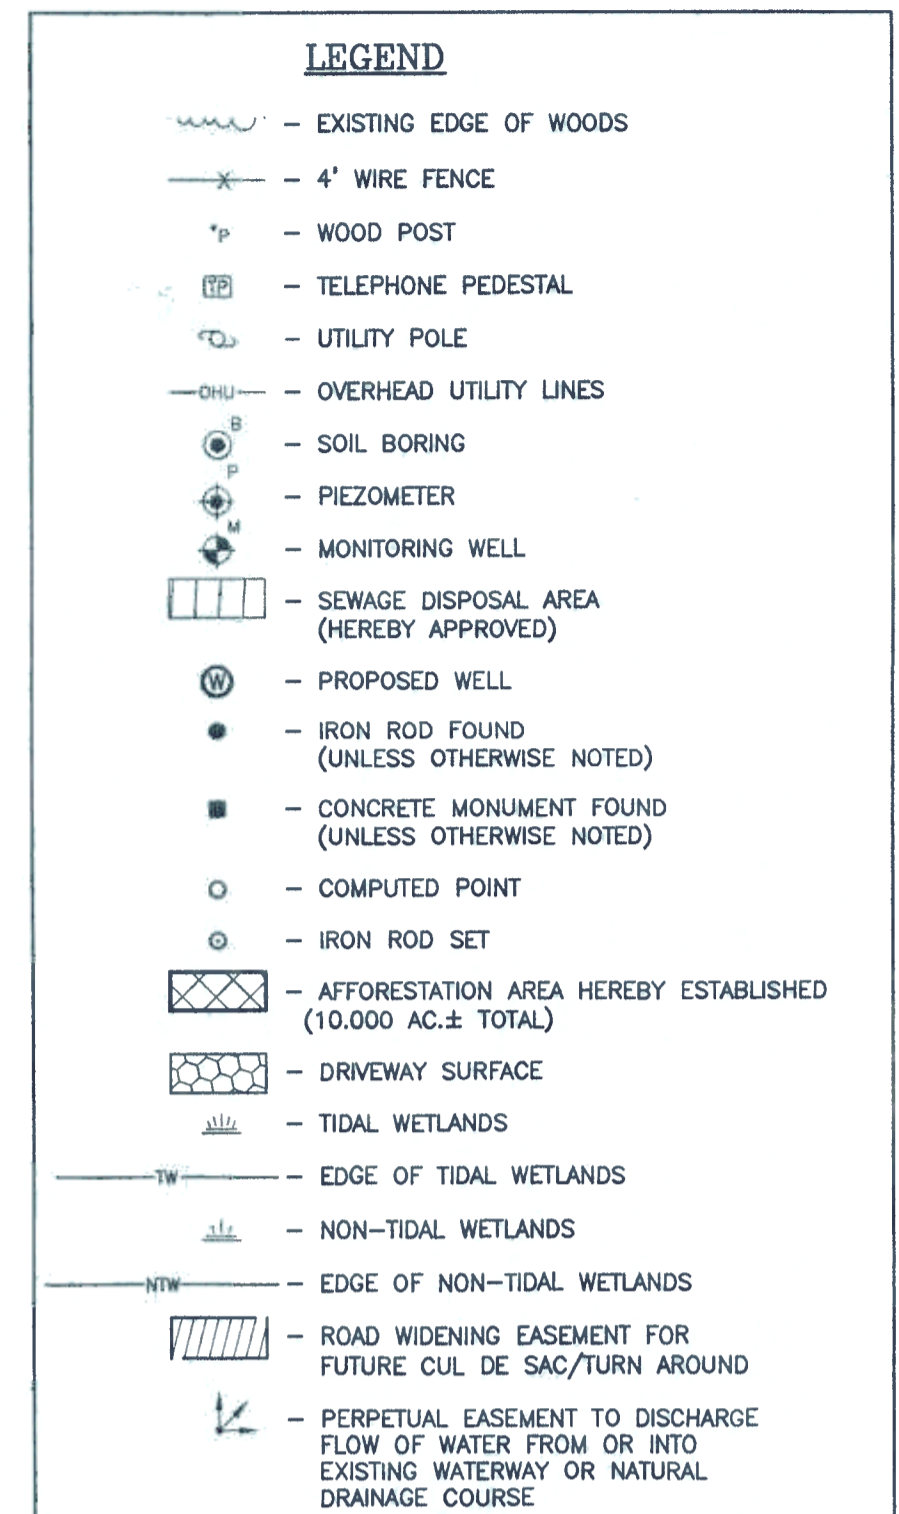 LEGEND
– EXISTING EDGE OF WOODS
X – 4' WIRE FENCE
P – WOOD POST
TP – TELEPHONE PEDESTAL
– UTILITY POLE
OHU – OVERHEAD UTILITY LINES
B – SOIL BORING
P – PIEZOMETER
M – MONITORING WELL
– SEWAGE DISPOSAL AREA
(HEREBY APPROVED)
W – PROPOSED WELL
– IRON ROD FOUND
(UNLESS OTHERWISE NOTED)
– CONCRETE MONUMENT FOUND
(UNLESS OTHERWISE NOTED)
– COMPUTED POINT
– IRON ROD SET
– AFFORESTATION AREA HEREBY ESTABLISHED
(10.000 AC.± TOTAL)
– DRIVEWAY SURFACE
– TIDAL WETLANDS
TW – EDGE OF TIDAL WETLANDS
– NON–TIDAL WETLANDS
NTW – EDGE OF NON–TIDAL WETLANDS
– ROAD WIDENING EASEMENT FOR
FUTURE CUL DE SAC/TURN AROUND
– PERPETUAL EASEMENT TO DISCHARGE
FLOW OF WATER FROM OR INTO
EXISTING WATERWAY OR NATURAL
DRAINAGE COURSE